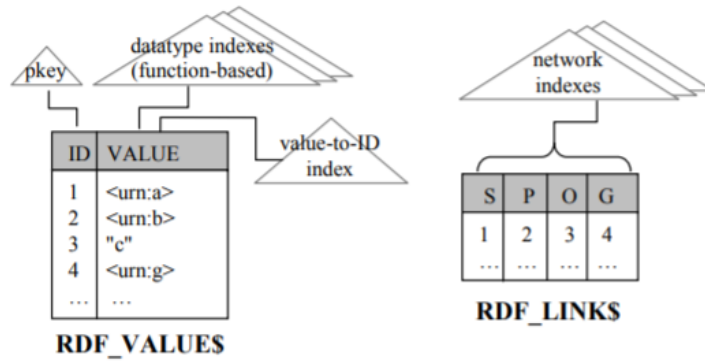 pkey
datatype indexes
(function-based)
value-to-ID
index
ID VALUE
1 <urn:a>
2 <urn:b>
3 "c"
4 <urn:g>
... ...
RDF_VALUE$
network
indexes
S P O G
1 2 3 4
... ... ... ...
RDF_LINK$